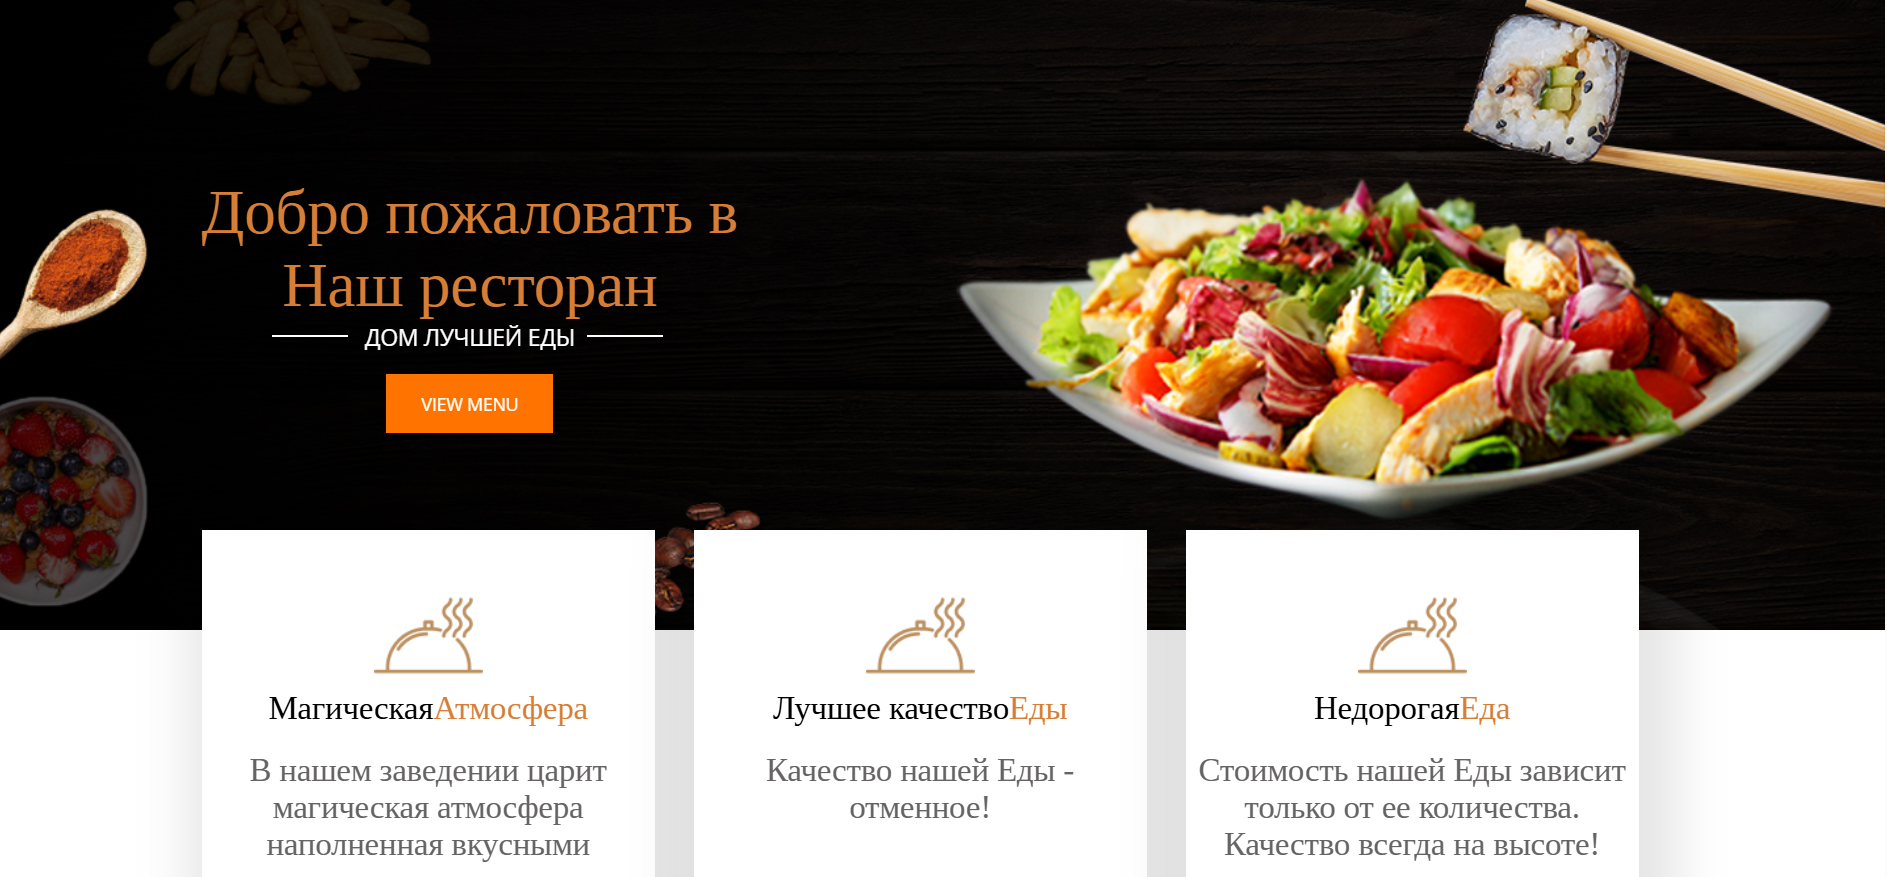 Добро пожаловать в
Наш ресторан
ДОМ ЛУЧШЕЙ ЕДЫ
VIEW MENU
МагическаяАтмосфера
В нашем заведении царит
магическая атмосфера
наполненная вкусными
Лучшее качествоЕды
Качество нашей Еды -
отменное!
НедорогаяЕда
Стоимость нашей Еды зависит
только от ее количества.
Качество всегда на высоте!